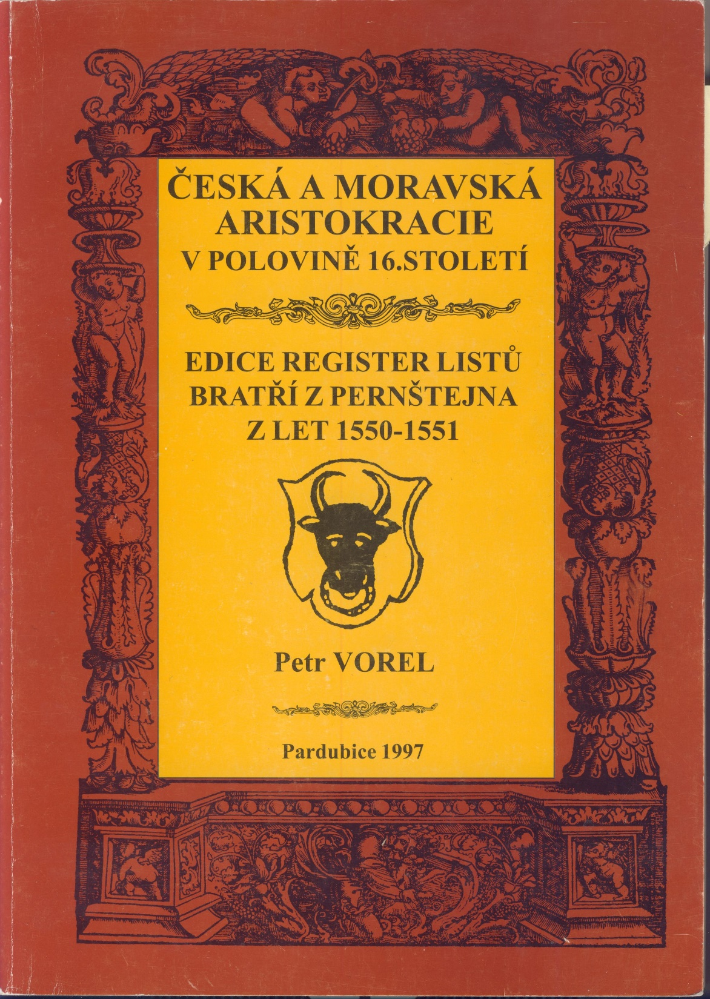 ČESKÁ A MORAVSKÁ
ARISTOKRACIE
V POLOVINĚ 16.STOLETÍ
EDICE REGISTER LISTŮ
BRATŘÍ Z PERNŠTEJNA
Z LET 1550-1551
Petr VOREL
Pardubice 1997